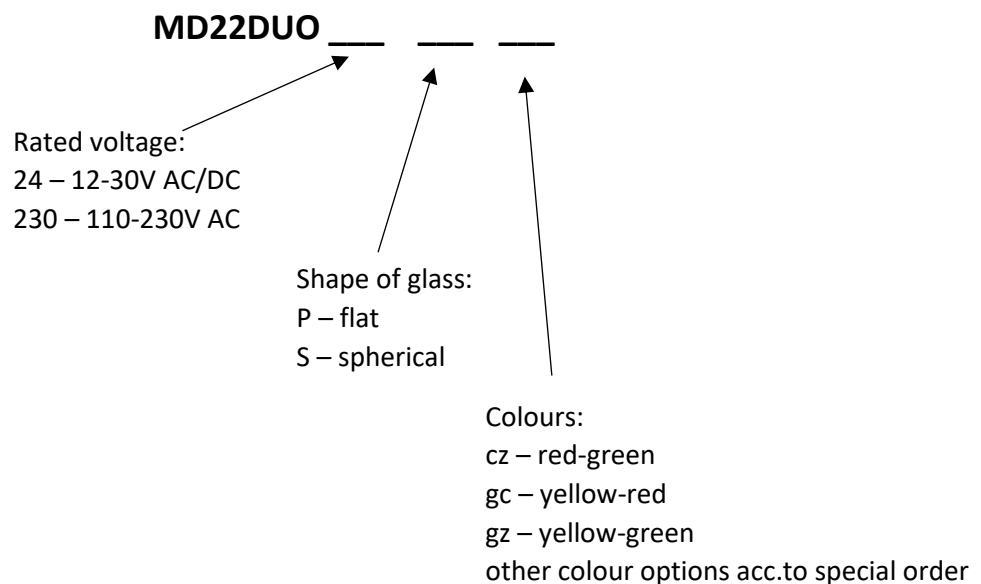 MD22DUO ___ ___ ___
Rated voltage:
24 – 12-30V AC/DC
230 – 110-230V AC
Shape of glass:
P – flat
S – spherical
Colours:
cz – red-green
gc – yellow-red
gz – yellow-green
other colour options acc.to special order